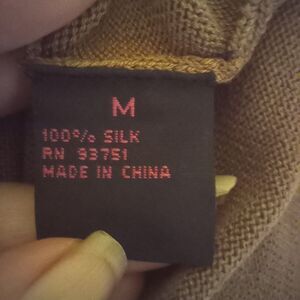 M
100% SILK
RN 93751
MADE IN CHINA